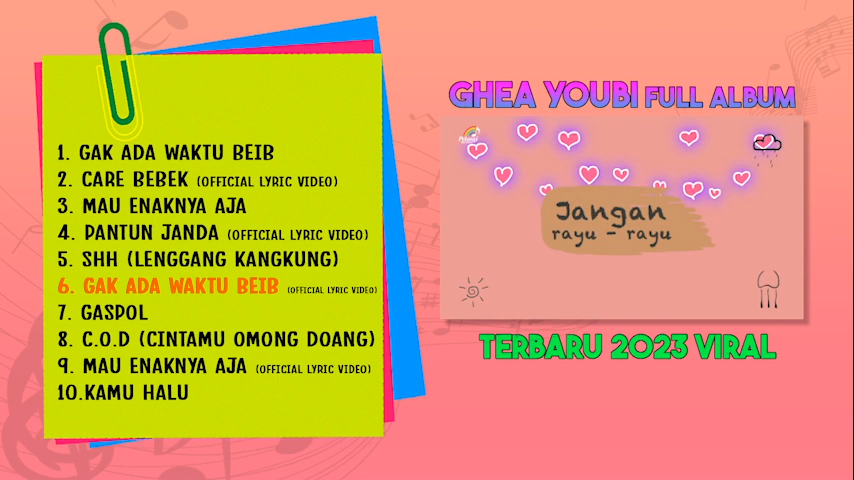 1. GAK ADA WAKTU BEIB
2. CARE BEBEK (OFFICIAL LYRIC VIDEO)
3. MAU ENAKNYA AJA
4. PANTUN JANDA (OFFICIAL LYRIC VIDEO)
5. SHH (LENGGANG KANGKUNG)
6. GAK ADA WAKTU BEIB (OFFICIAL LYRIC VIDEO)
7. GASPOL
8. C.O.D (CINTAMU OMONG DOANG)
9. MAU ENAKNYA AJA (OFFICIAL LYRIC VIDEO)
10.KAMU HALU
GHEA YOUBI FULL ALBUM
Jangan
rayu - rayu
TERBARU 2023 VIRAL